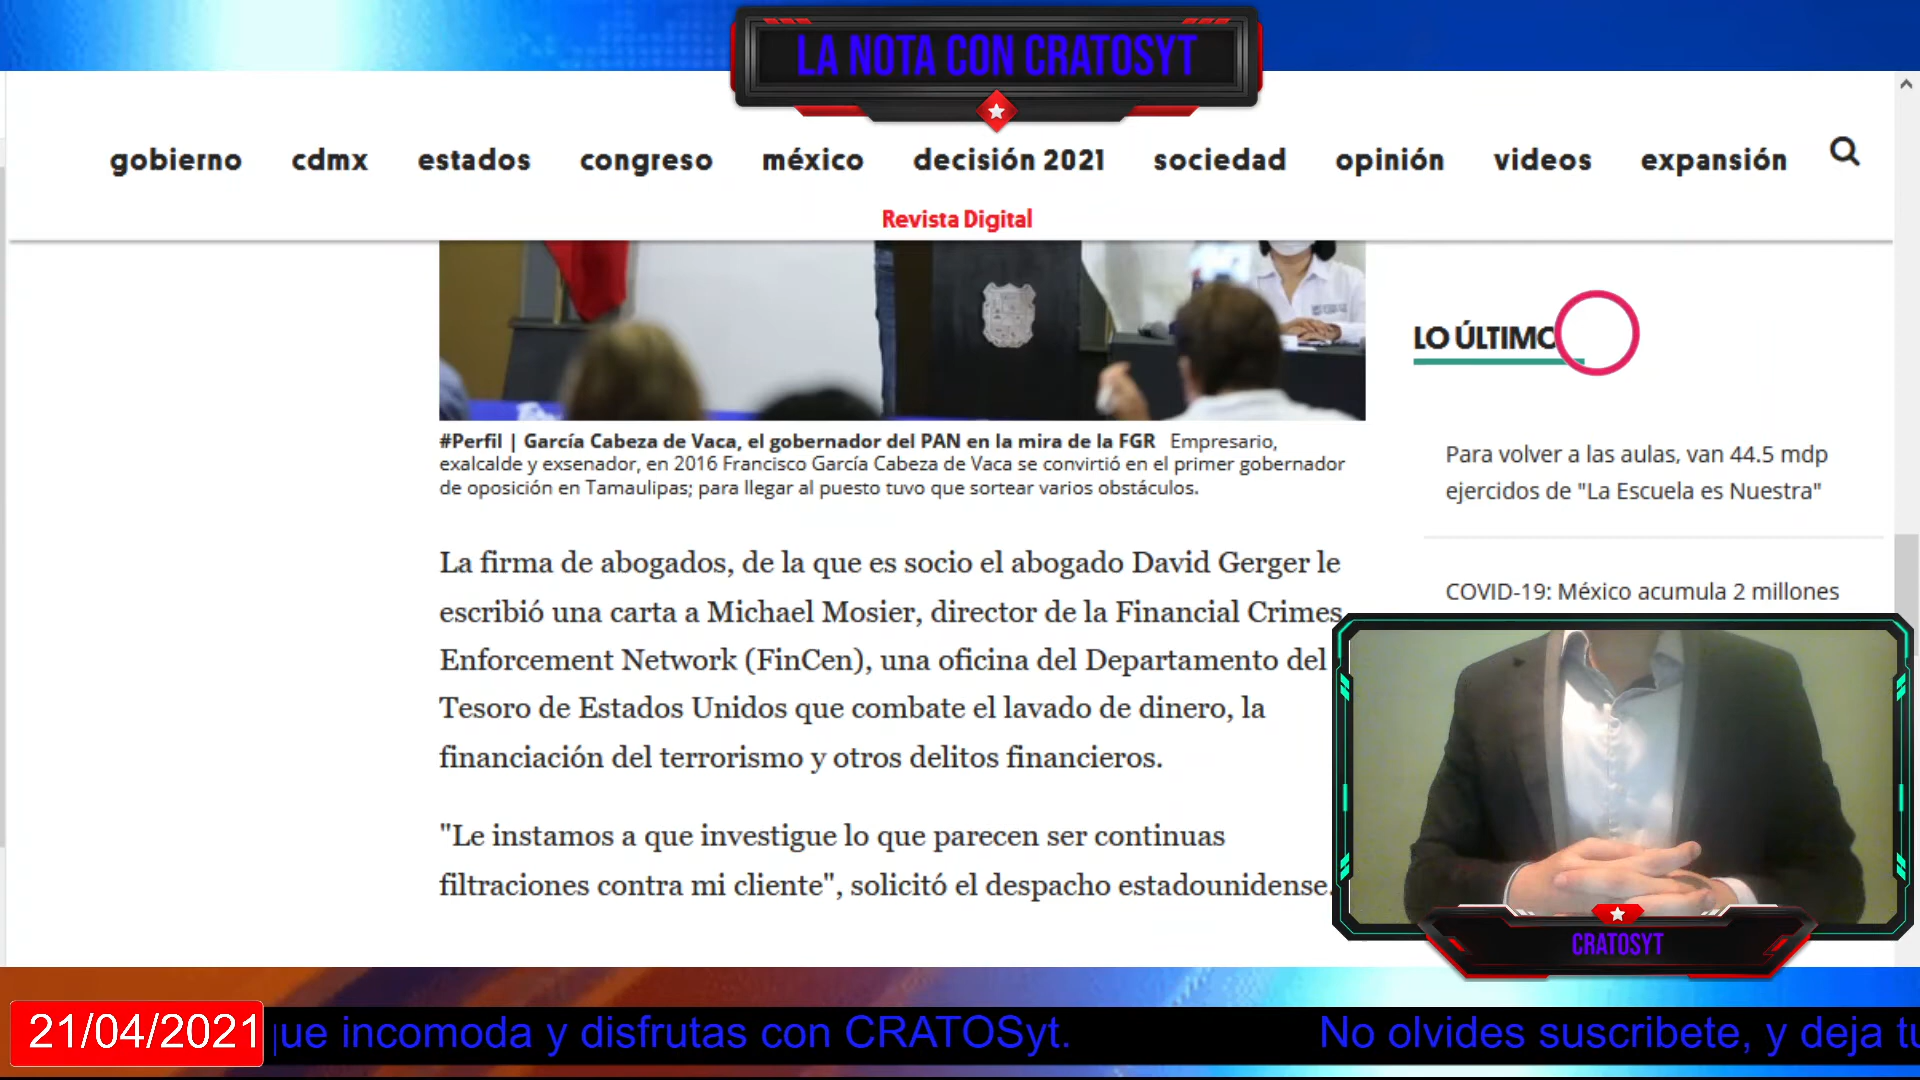 LA NOTA CON CRATOSYT
gobierno cdmx estados congreso méxico decisión 2021 sociedad opinión videos expansión
Revista Digital
#Perfil | García Cabeza de Vaca, el gobernador del PAN en la mira de la FGR Empresario,
exalcalde y exsenador, en 2016 Francisco García Cabeza de Vaca se convirtió en el primer gobernador
de oposición en Tamaulipas; para llegar al puesto tuvo que sortear varios obstáculos.
La firma de abogados, de la que es socio el abogado David Gerger le
escribió una carta a Michael Mosier, director de la Financial Crimes
Enforcement Network (FinCen), una oficina del Departamento del
Tesoro de Estados Unidos que combate el lavado de dinero, la
financiación del terrorismo y otros delitos financieros.
"Le instamos a que investigue lo que parecen ser continuas
filtraciones contra mi cliente", solicitó el despacho estadounidense.
LO ÚLTIMO
Para volver a las aulas, van 44.5 mdp
ejercidos de "La Escuela es Nuestra"
COVID-19: México acumula 2 millones
CRATOSYT
21/04/2021
ue incomoda y disfrutas con CRATOSyt. No olvides suscribete, y deja tu